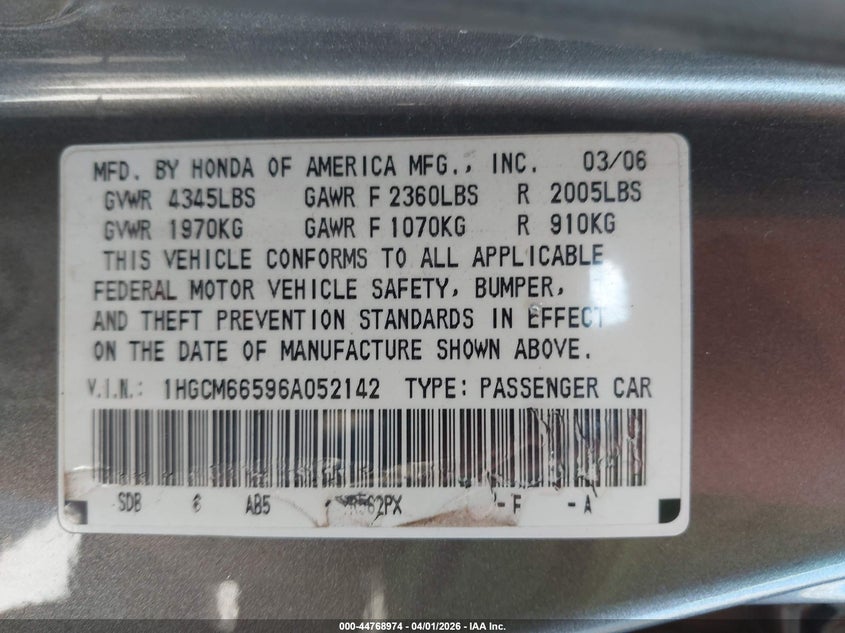 MFD. BY HONDA OF AMERICA MFG., INC. 03/06
GVWR 4345LBS GAWR F 2360LBS R 2005LBS
GVWR 1970KG GAWR F 1070KG R 910KG
THIS VEHICLE CONFORMS TO ALL APPLICABLE
FEDERAL MOTOR VEHICLE SAFETY, BUMPER,
AND THEFT PREVENTION STANDARDS IN EFFECT
ON THE DATE OF MANUFACTURE SHOWN ABOVE.
V.I.N.: 1HGCM66596A052142 TYPE: PASSENGER CAR
SDB 6 AB5 -F -A
000-44768974 - 04/01/2026 - IAA Inc.